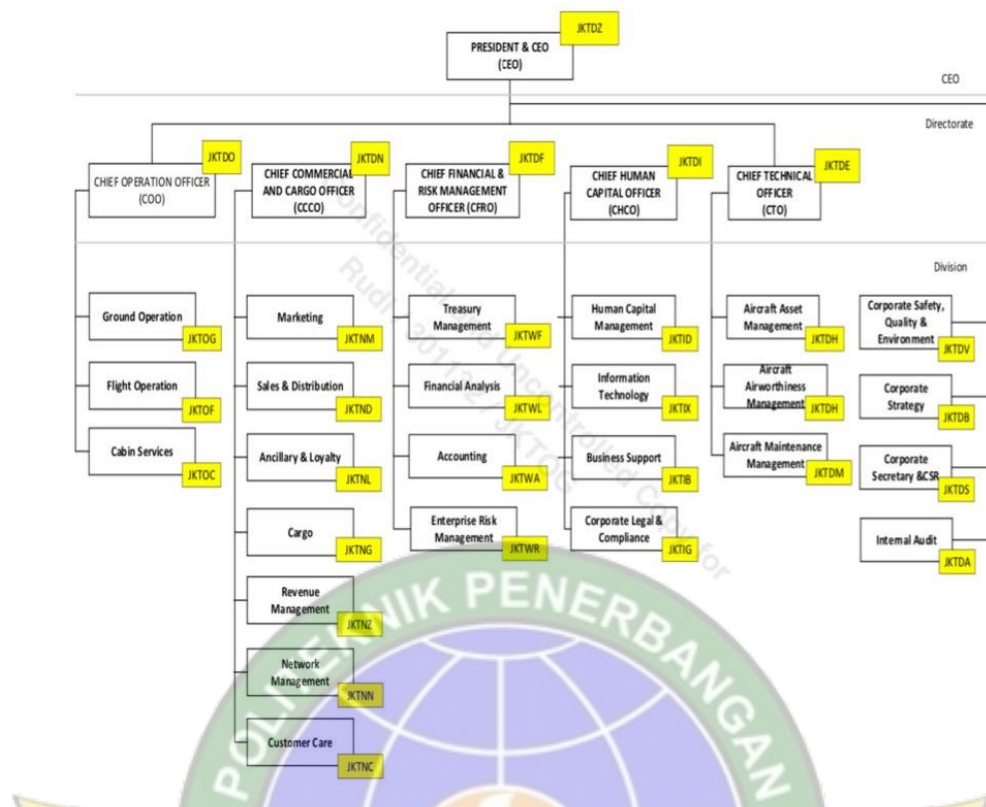 JKTDZ
PRESIDENT & CEO
(CEO)
CEO
Directorate
JKTDO
CHIEF OPERATION OFFICER
(COO)
JKTDN
CHIEF COMMERCIAL
AND CARGO OFFICER
(CCCO)
JKTDF
CHIEF FINANCIAL &
RISK MANAGEMENT
OFFICER (CFRO)
JKTDI
CHIEF HUMAN
CAPITAL OFFICER
(CHCO)
JKTDE
CHIEF TECHNICAL
OFFICER
(CTO)
Division
Ground Operation
JKTOG
Flight Operation
JKTOF
Cabin Services
JKTOC
Marketing
JKTNM
Sales & Distribution
JKTND
Ancillary & Loyalty
JKTNL
Cargo
JKTNG
Revenue
Management
JKTNZ
Network
Management
JKTNN
Customer Care
JKTNC
Treasury
Management
JKTWF
Financial Analysis
JKTWL
Accounting
JKTWA
Enterprise Risk
Management
JKTWR
Human Capital
Management
JKTID
Information
Technology
JKTIX
Business Support
JKTIB
Corporate Legal &
Compliance
JKTIG
Aircraft Asset
Management
JKTDH
Aircraft
Airworthiness
Management
JKTDH
Aircraft Maintenance
Management
JKTDM
Corporate Safety,
Quality &
Environment
JKTDV
Corporate
Strategy
JKTDB
Corporate
Secretary &CSR
JKTDS
Internal Audit
JKTDA
Uncontrolled Copy for
JKTOG
POLITEKNIK PENERBANGAN